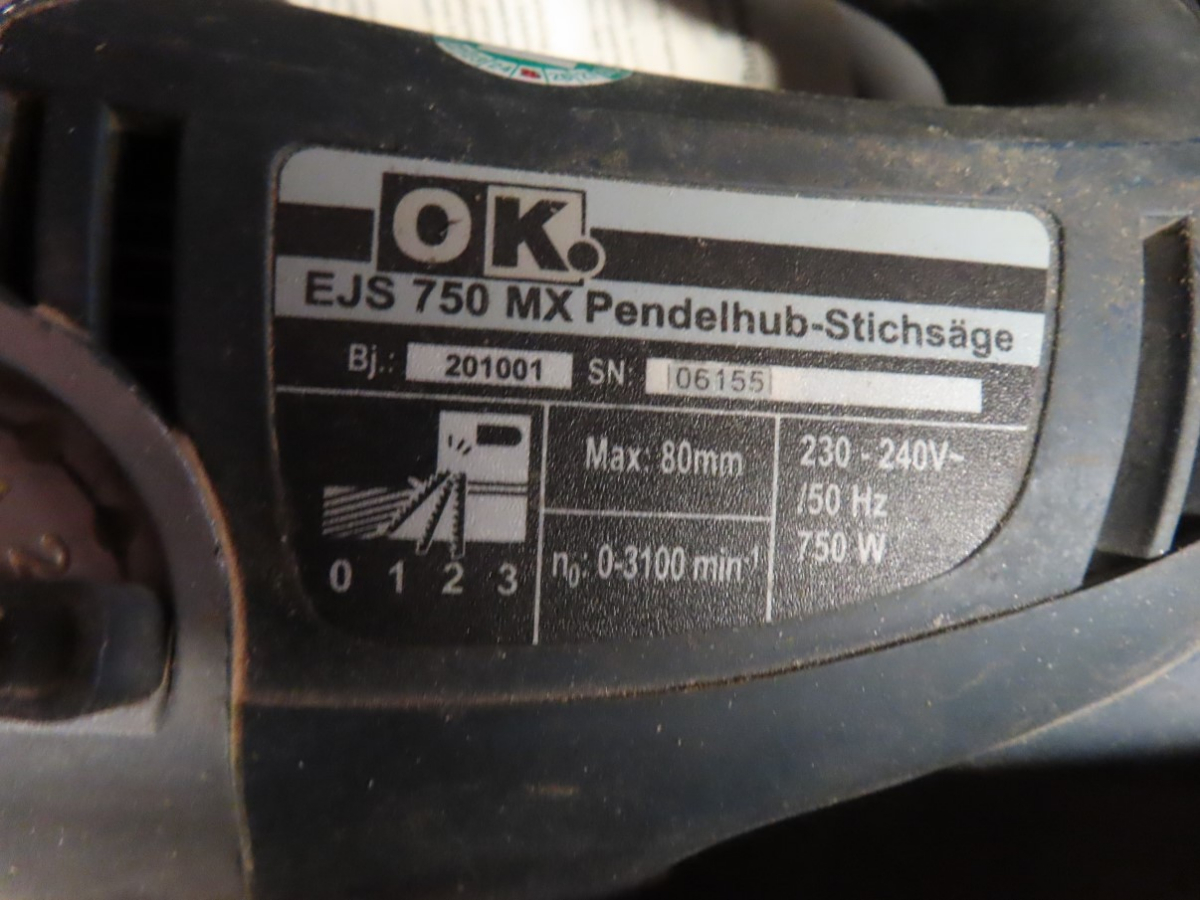 OK.
EJS 750 MX Pendelhub-Stichsäge
Bj.: 201001 SN: 06155
Max: 80mm
230 - 240V~
/50 Hz
750 W
n₀: 0-3100 min⁻¹
0 1 2 3
2